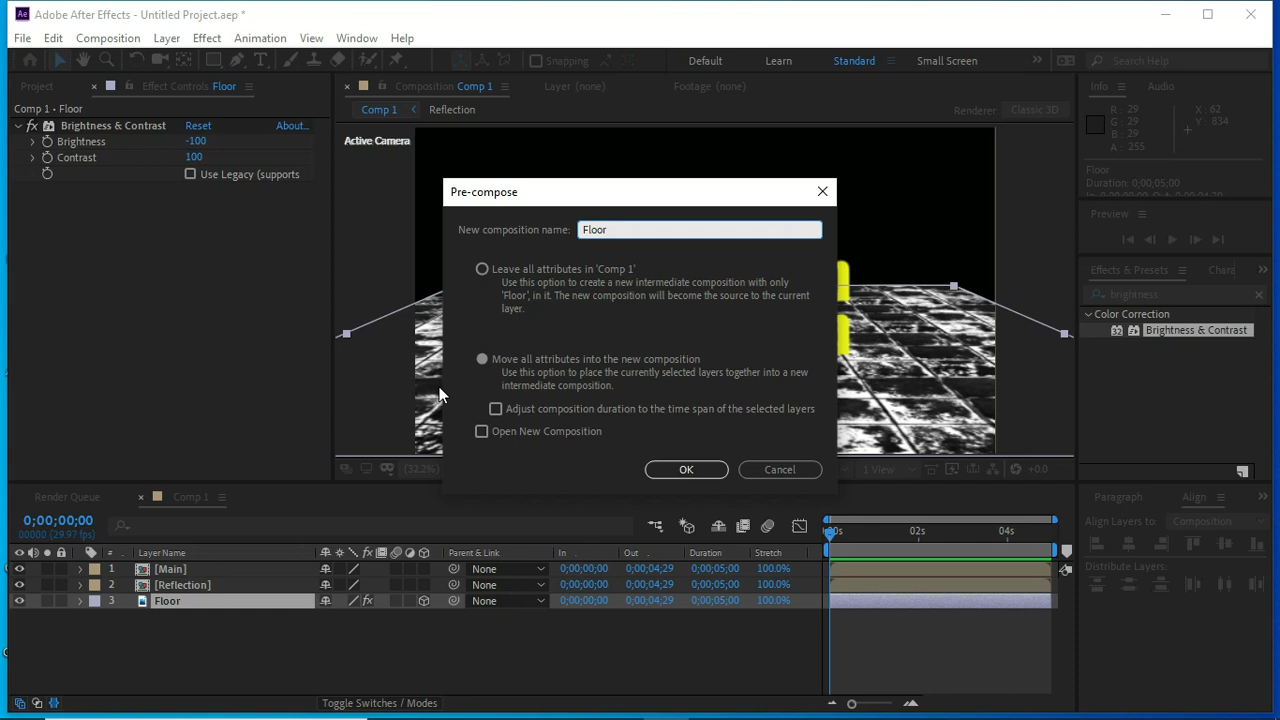 Adobe After Effects - Untitled Project.aep *
File Edit Composition Layer Effect Animation View Window Help
Snapping Default Learn Standard Small Screen Search Help
Project Effect Controls Floor Composition Comp 1 Layer (none) Footage (none) Info Audio
Comp 1 • Floor
Comp 1 Reflection Renderer: Classic 3D
R : 29
G : 29
B : 29
A : 255
X : 62
Y : 834
fx Brightness & Contrast Reset About...
Brightness -100
Contrast 100
Use Legacy (supports
Active Camera
Floor
Duration: 0;00;05;00
Preview
Effects & Presets Chara
brightness
Color Correction
Brightness & Contrast
Pre-compose
New composition name: Floor
Leave all attributes in 'Comp 1'
Use this option to create a new intermediate composition with only
'Floor', in it. The new composition will become the source to the current
layer.
Move all attributes into the new composition
Use this option to place the currently selected layers together into a new
intermediate composition.
Adjust composition duration to the time span of the selected layers
Open New Composition
OK Cancel
(32.2%) 1 View +0.0
Render Queue Comp 1
0;00;00;00
00000 (29.97 fps)
02s 04s
# Layer Name fx Parent & Link In Out Duration Stretch
1 [Main] None 0;00;00;00 0;00;04;29 0;00;05;00 100.0%
2 [Reflection] None 0;00;00;00 0;00;04;29 0;00;05;00 100.0%
3 Floor fx None 0;00;00;00 0;00;04;29 0;00;05;00 100.0%
Paragraph Align
Align Layers to: Composition
Distribute Layers:
Toggle Switches / Modes